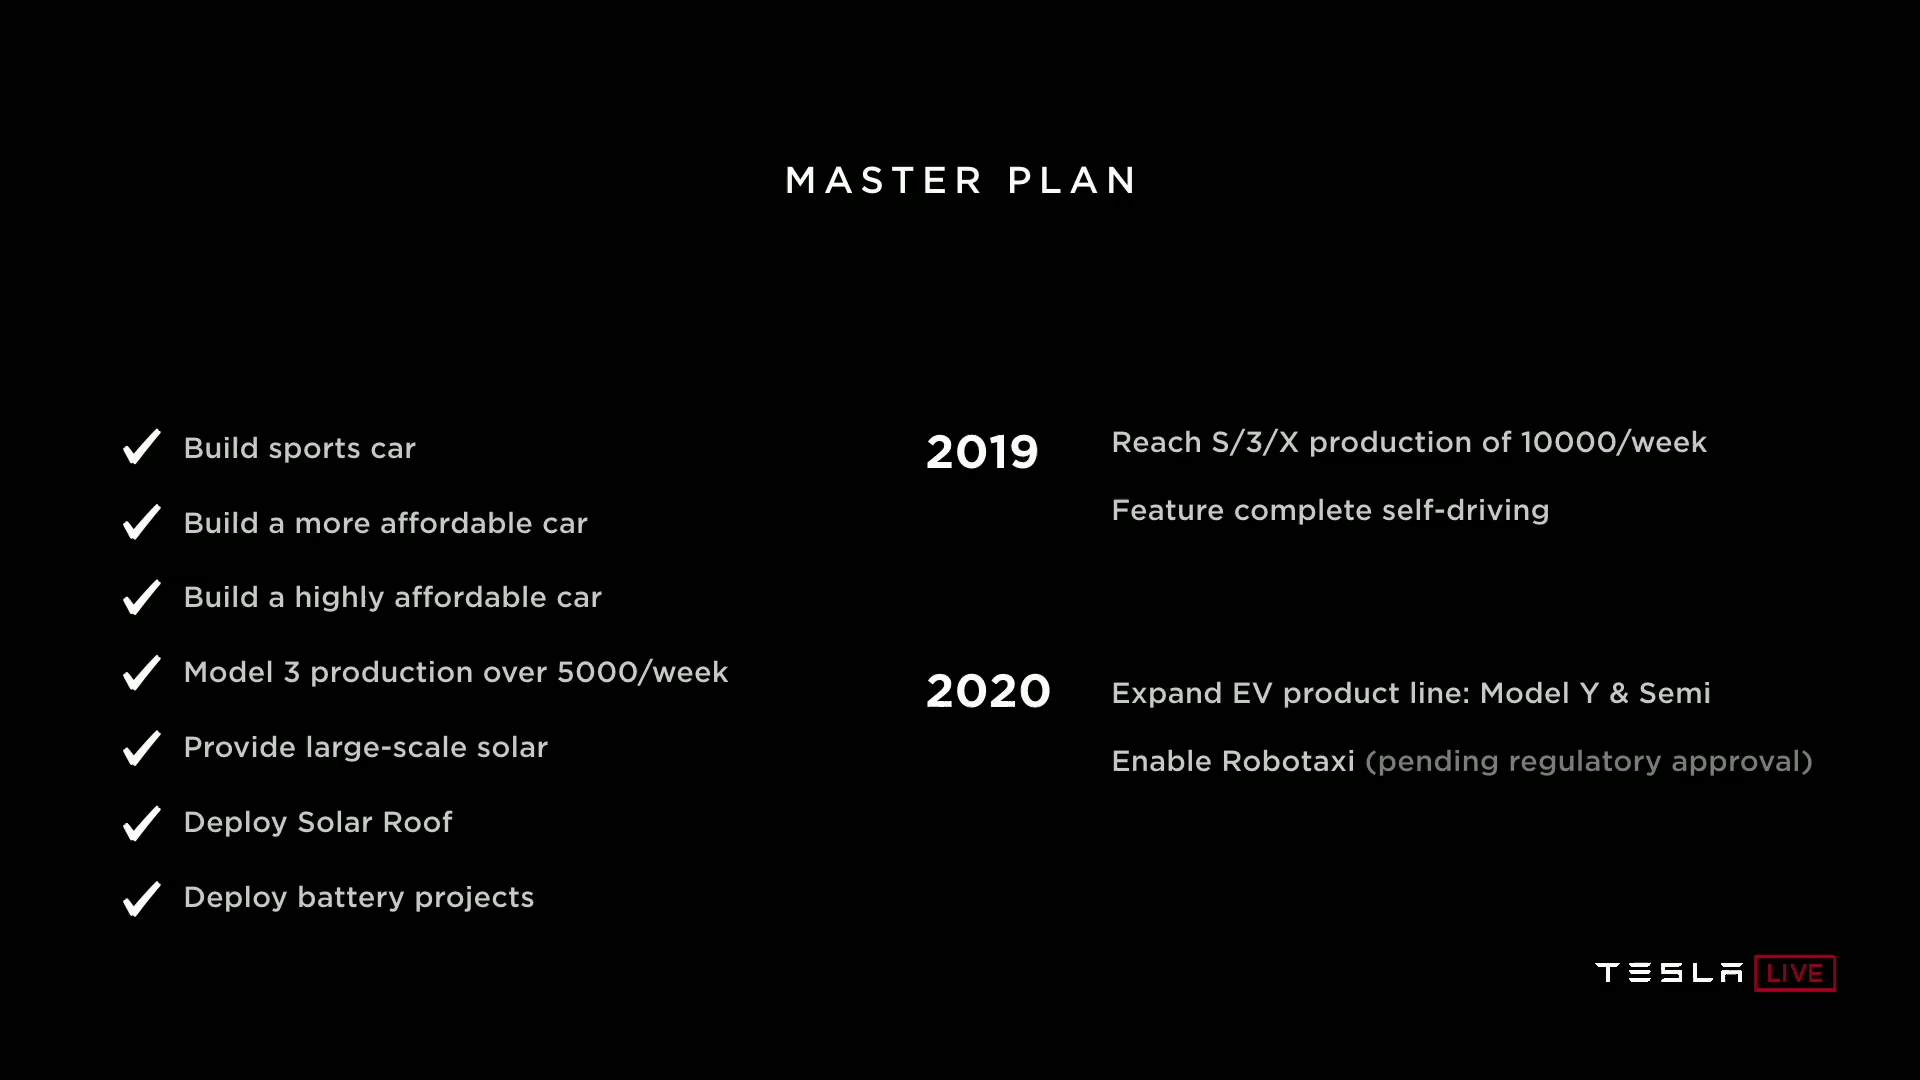 MASTER PLAN
Build sports car
Build a more affordable car
Build a highly affordable car
Model 3 production over 5000/week
Provide large-scale solar
Deploy Solar Roof
Deploy battery projects
2019
Reach S/3/X production of 10000/week
Feature complete self-driving
2020
Expand EV product line: Model Y & Semi
Enable Robotaxi (pending regulatory approval)
TESLA LIVE